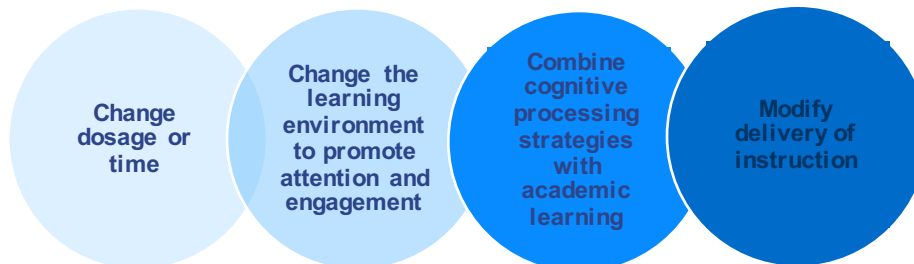 Change
dosage or
time
Change the
learning
environment
to promote
attention and
engagement
Combine
cognitive
processing
strategies
with
academic
learning
Modify
delivery of
instruction